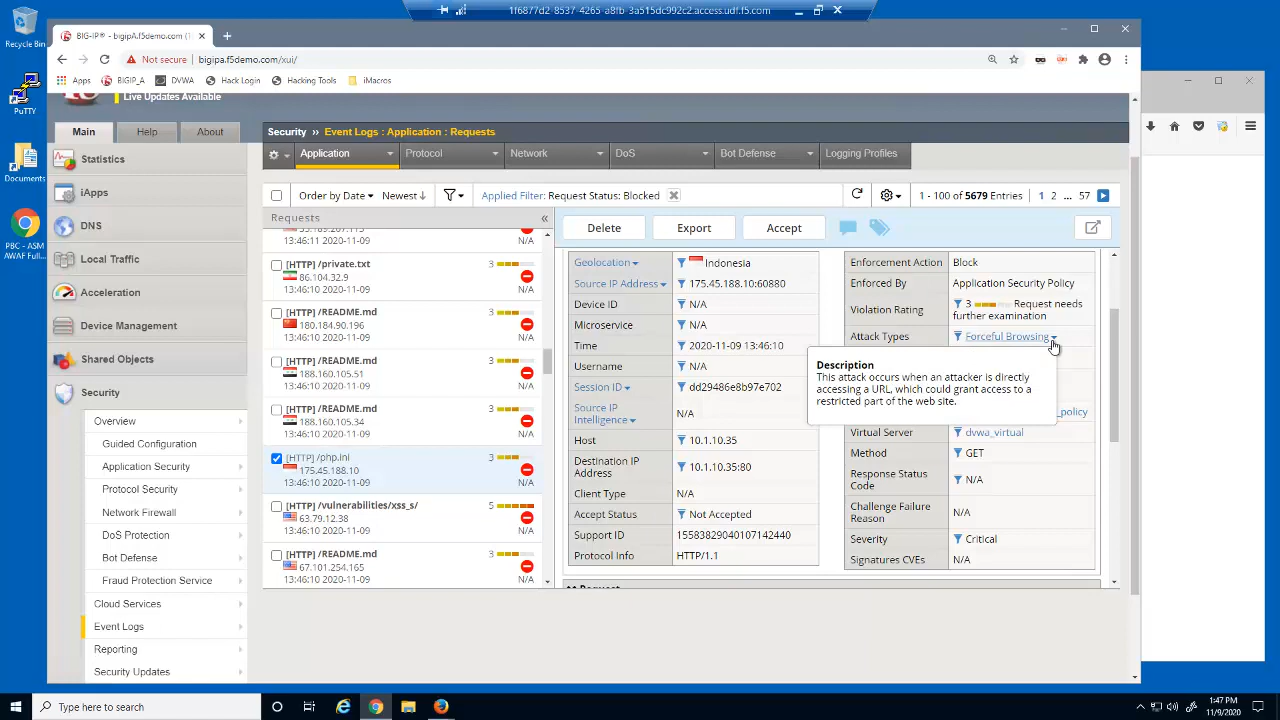 1f6877d2-8537-4265-a8fb-3a515dc992c2.access.udf.f5.com
Recycle Bin
PuTTY
Documents
PBC - ASM
AWAF Full...
BIG-IP® - bigipA.f5demo.com (1
Not secure
bigipa.f5demo.com/xui/
Apps
BIGIP_A
DVWA
Hack Login
Hacking Tools
iMacros
Live Updates Available
Main
Help
About
Security » Event Logs : Application : Requests
Application
Protocol
Network
DoS
Bot Defense
Logging Profiles
Statistics
iApps
DNS
Local Traffic
Acceleration
Device Management
Shared Objects
Security
Overview
Guided Configuration
Application Security
Protocol Security
Network Firewall
DoS Protection
Bot Defense
Fraud Protection Service
Cloud Services
Event Logs
Reporting
Security Updates
Order by Date
Newest
Applied Filter: Request Status: Blocked
1 - 100 of 5679 Entries
1 2 ... 57
Requests
«
13:46:11 2020-11-09 N/A
[HTTP] /private.txt 3
86.104.32.9
13:46:10 2020-11-09 N/A
[HTTP] /README.md 3
180.184.90.196
13:46:10 2020-11-09 N/A
[HTTP] /README.md 3
188.160.105.51
13:46:10 2020-11-09 N/A
[HTTP] /README.md 3
188.160.105.34
13:46:10 2020-11-09 N/A
[HTTP] /php.ini 3
175.45.188.10
13:46:10 2020-11-09 N/A
[HTTP] /vulnerabilities/xss_s/ 5
63.79.12.38
13:46:10 2020-11-09 N/A
[HTTP] /README.md 3
67.101.254.165
13:46:10 2020-11-09 N/A
Delete
Export
Accept
Geolocation Indonesia
Source IP Address 175.45.188.10:60880
Device ID N/A
Microservice N/A
Time 2020-11-09 13:46:10
Username N/A
Session ID dd29486e8b97e702
Source IP
Intelligence N/A
Host 10.1.10.35
Destination IP
Address 10.1.10.35:80
Client Type N/A
Accept Status Not Accepted
Support ID 15583829040107142440
Protocol Info HTTP/1.1
Enforcement Action Block
Enforced By Application Security Policy
Violation Rating 3 Request needs
further examination
Attack Types Forceful Browsing
Description
This attack occurs when an attacker is directly
accessing a URL, which could grant access to a
restricted part of the web site.
_policy
Virtual Server dvwa_virtual
Method GET
Response Status
Code N/A
Challenge Failure
Reason N/A
Severity Critical
Signatures CVEs N/A
Type here to search
1:47 PM
11/9/2020